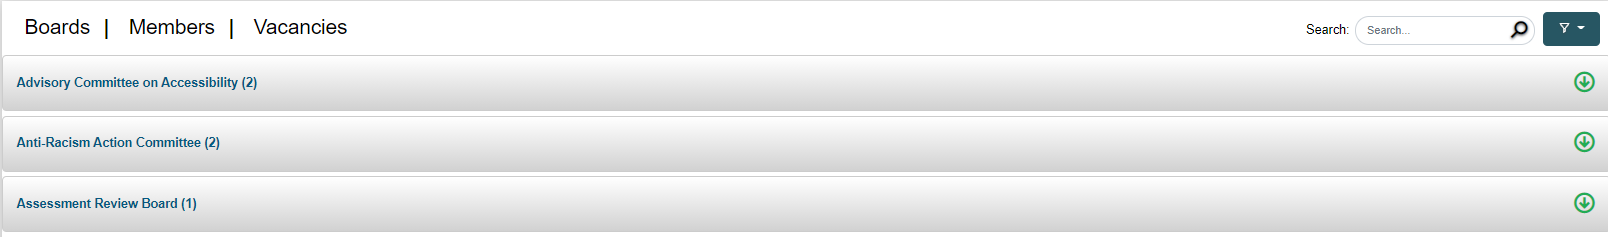 Boards | Members | Vacancies
Search: Search...
Advisory Committee on Accessibility (2)
Anti-Racism Action Committee (2)
Assessment Review Board (1)